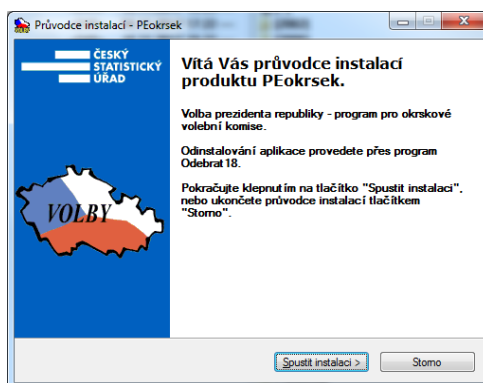 Průvodce instalací - PEokrsek
ČESKÝ
STATISTICKÝ
ÚŘAD
VOLBY
Vítá Vás průvodce instalací
produktu PEokrsek.
Volba prezidenta republiky - program pro okrskové
volební komise.
Odinstalování aplikace provedete přes program
Odebrat18.
Pokračujte klepnutím na tlačítko "Spustit instalaci",
nebo ukončete průvodce instalací tlačítkem
"Storno".
Spustit instalaci >
Storno